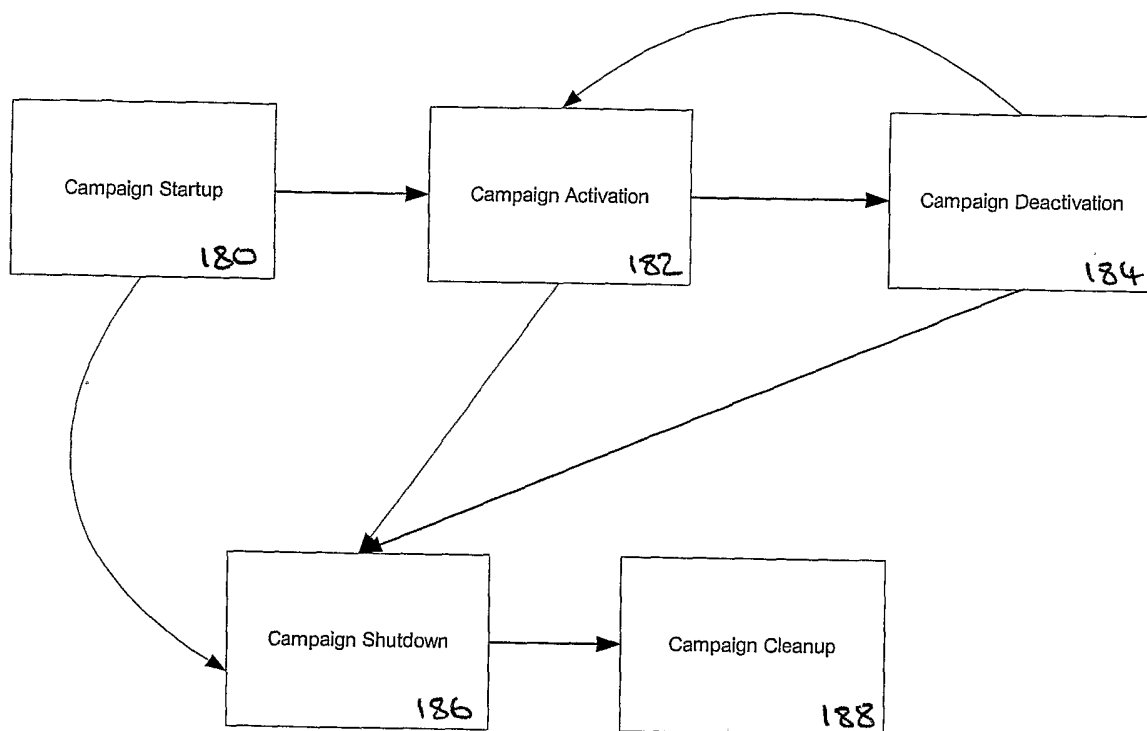 Campaign Startup
180
Campaign Activation
182
Campaign Deactivation
184
Campaign Shutdown
186
Campaign Cleanup
188